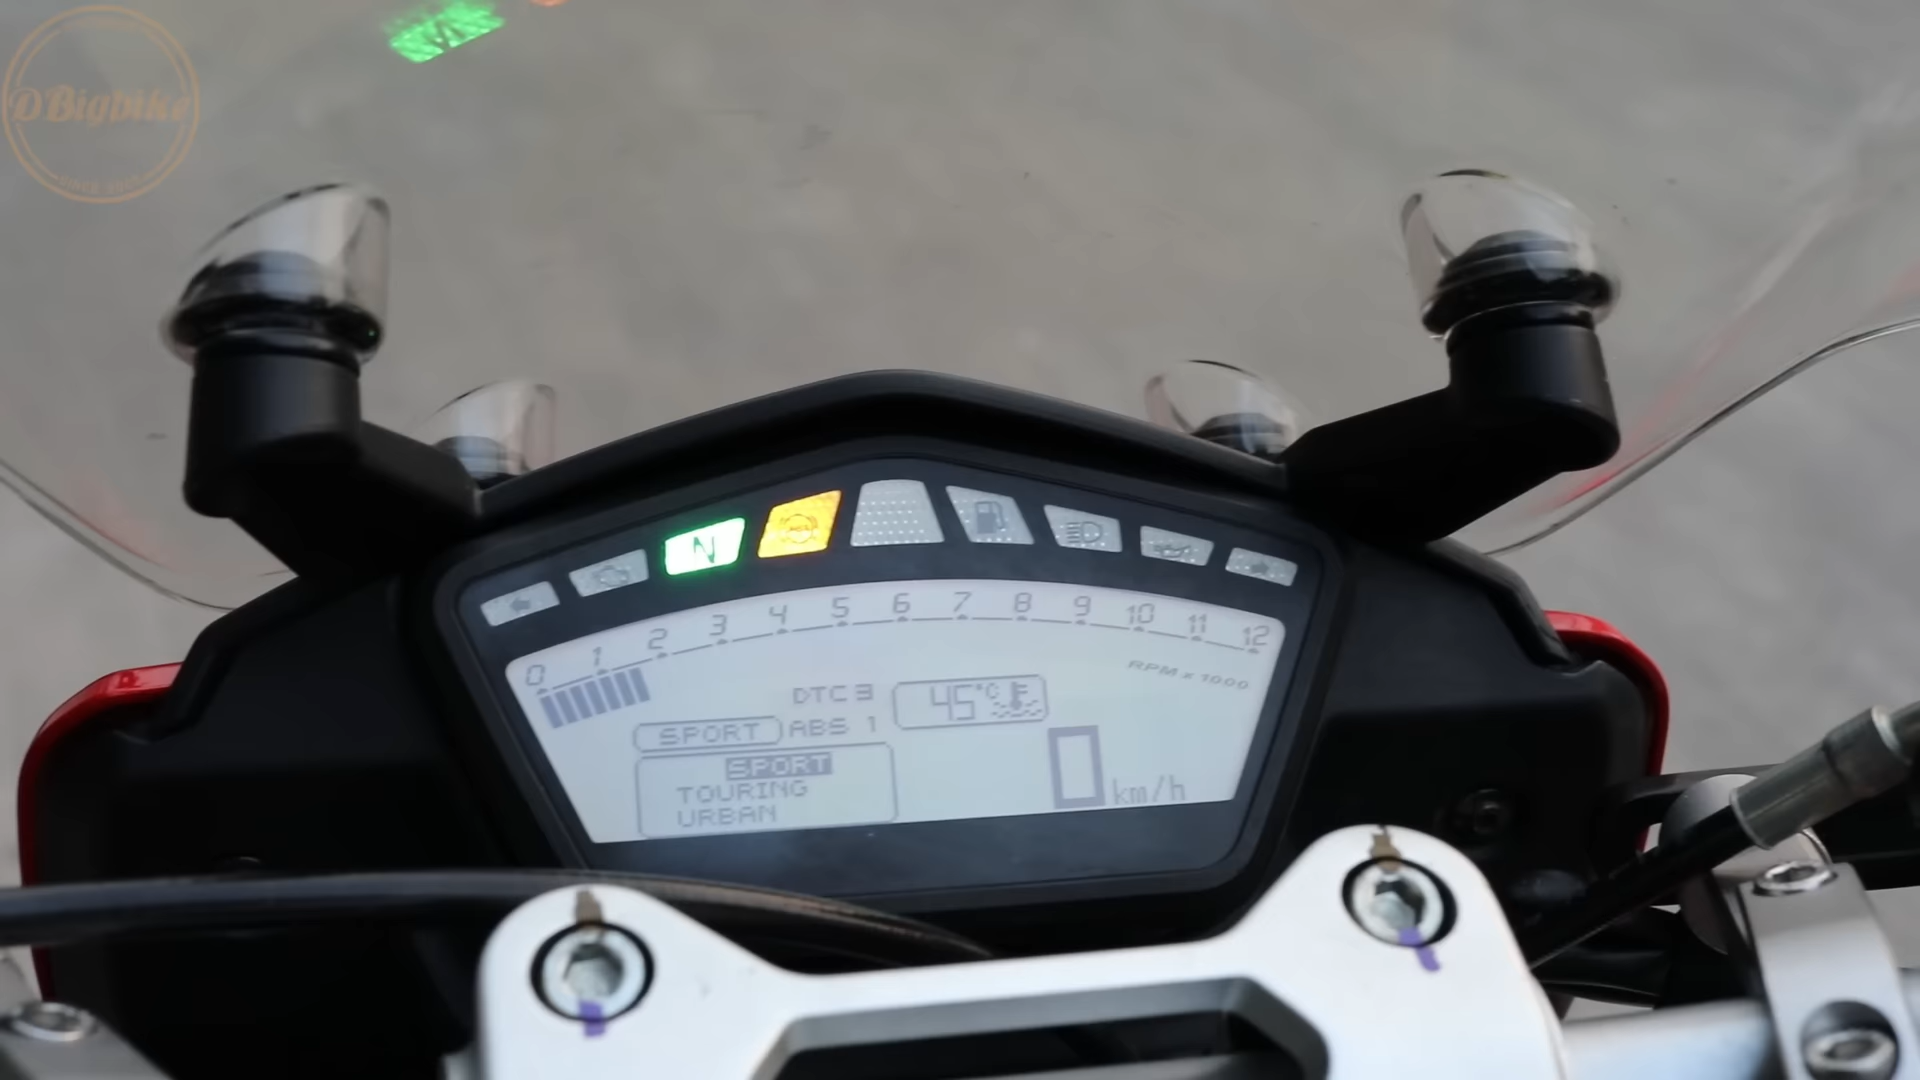 DBigbike
N
0 1 2 3 4 5 6 7 8 9 10 11 12
RPM x 1000
DTC 3
45°C
SPORT
ABS 1
SPORT
TOURING
URBAN
0 km/h